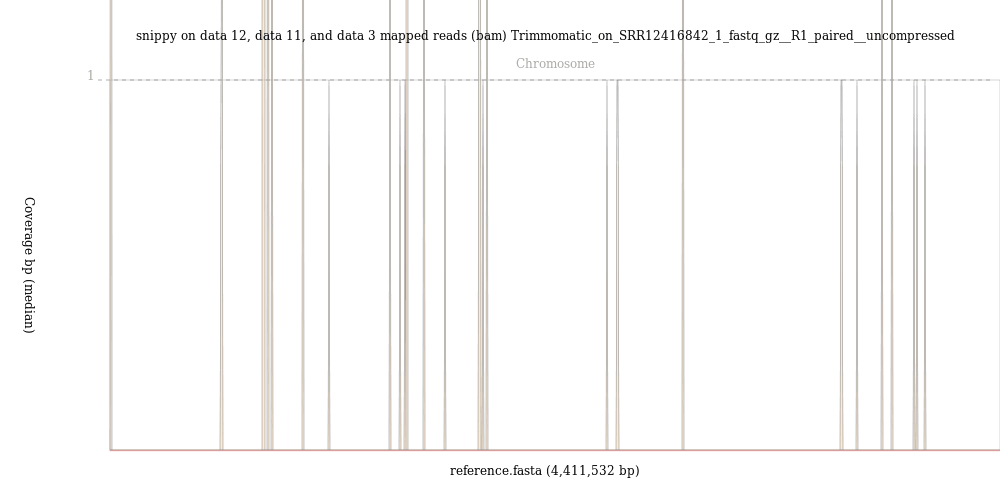 snippy on data 12, data 11, and data 3 mapped reads (bam) Trimmomatic_on_SRR12416842_1_fastq_gz__R1_paired__uncompressed
Chromosome
1
Coverage bp (median)
reference.fasta (4,411,532 bp)